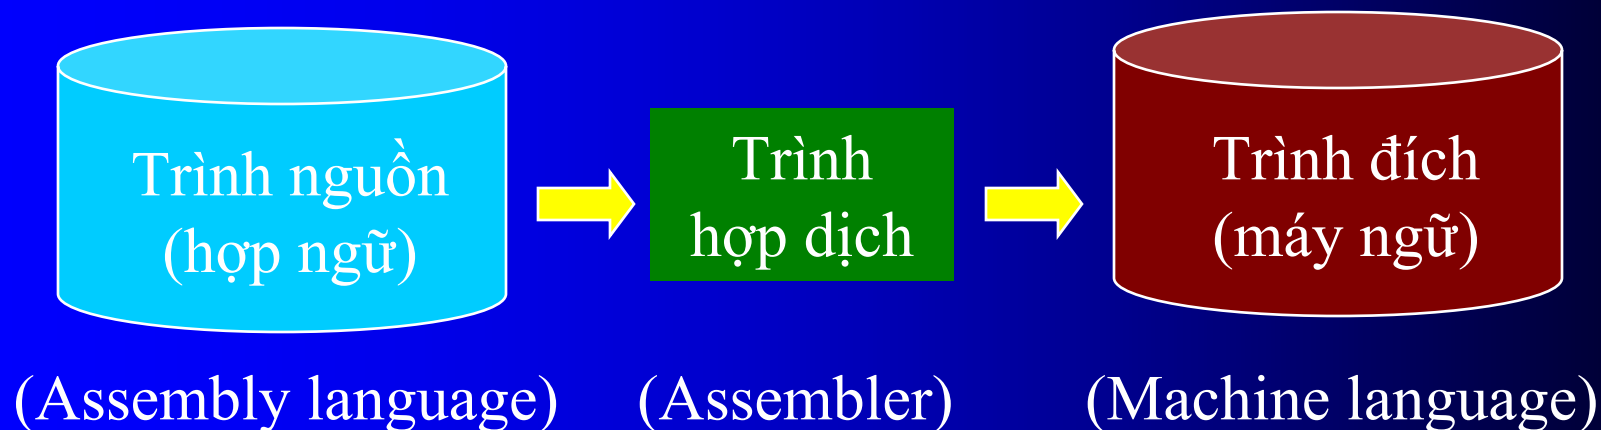 Trình nguồn
(hợp ngữ)
Trình
hợp dịch
Trình đích
(máy ngữ)
(Assembly language)
(Assembler)
(Machine language)